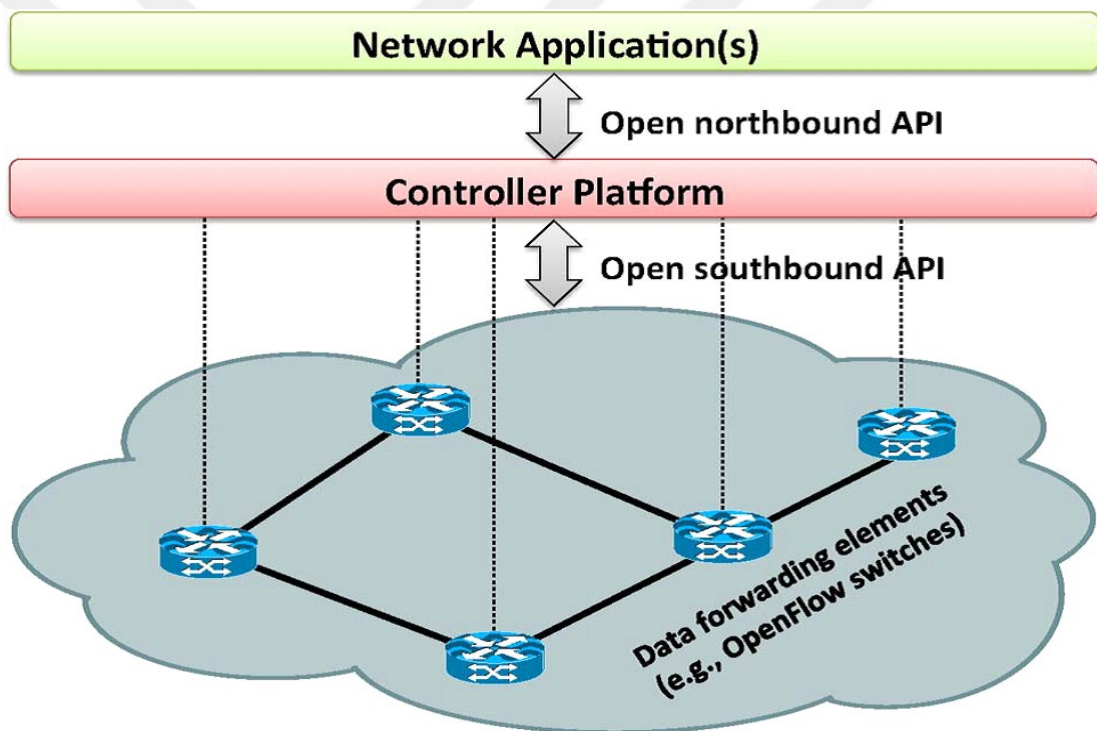 Network Application(s)
Open northbound API
Controller Platform
Open southbound API
Data forwarding elements
(e.g., OpenFlow switches)